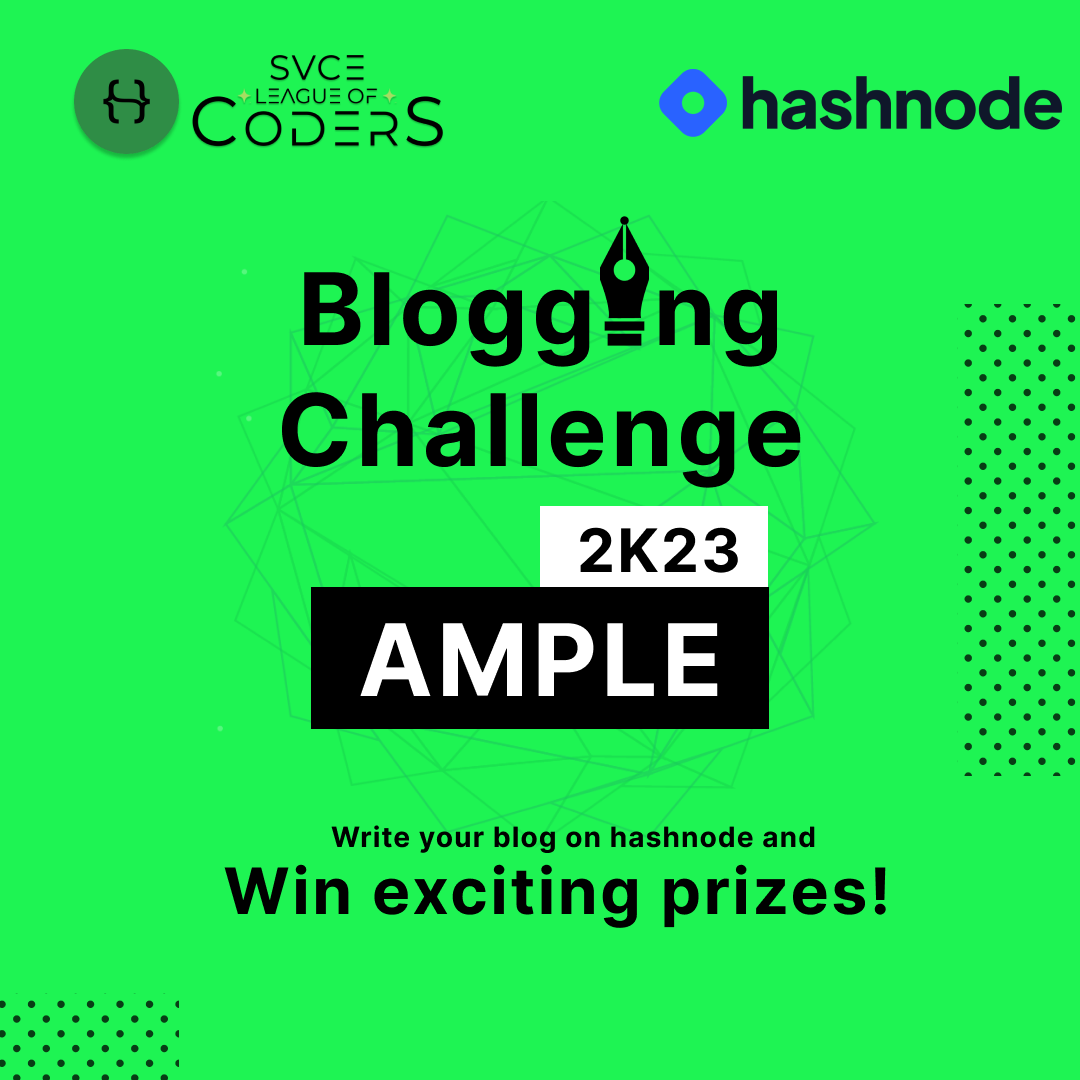 SVCE
LEAGUE OF
CODERS
hashnode
Blogging
Challenge
2K23
AMPLE
Write your blog on hashnode and
Win exciting prizes!